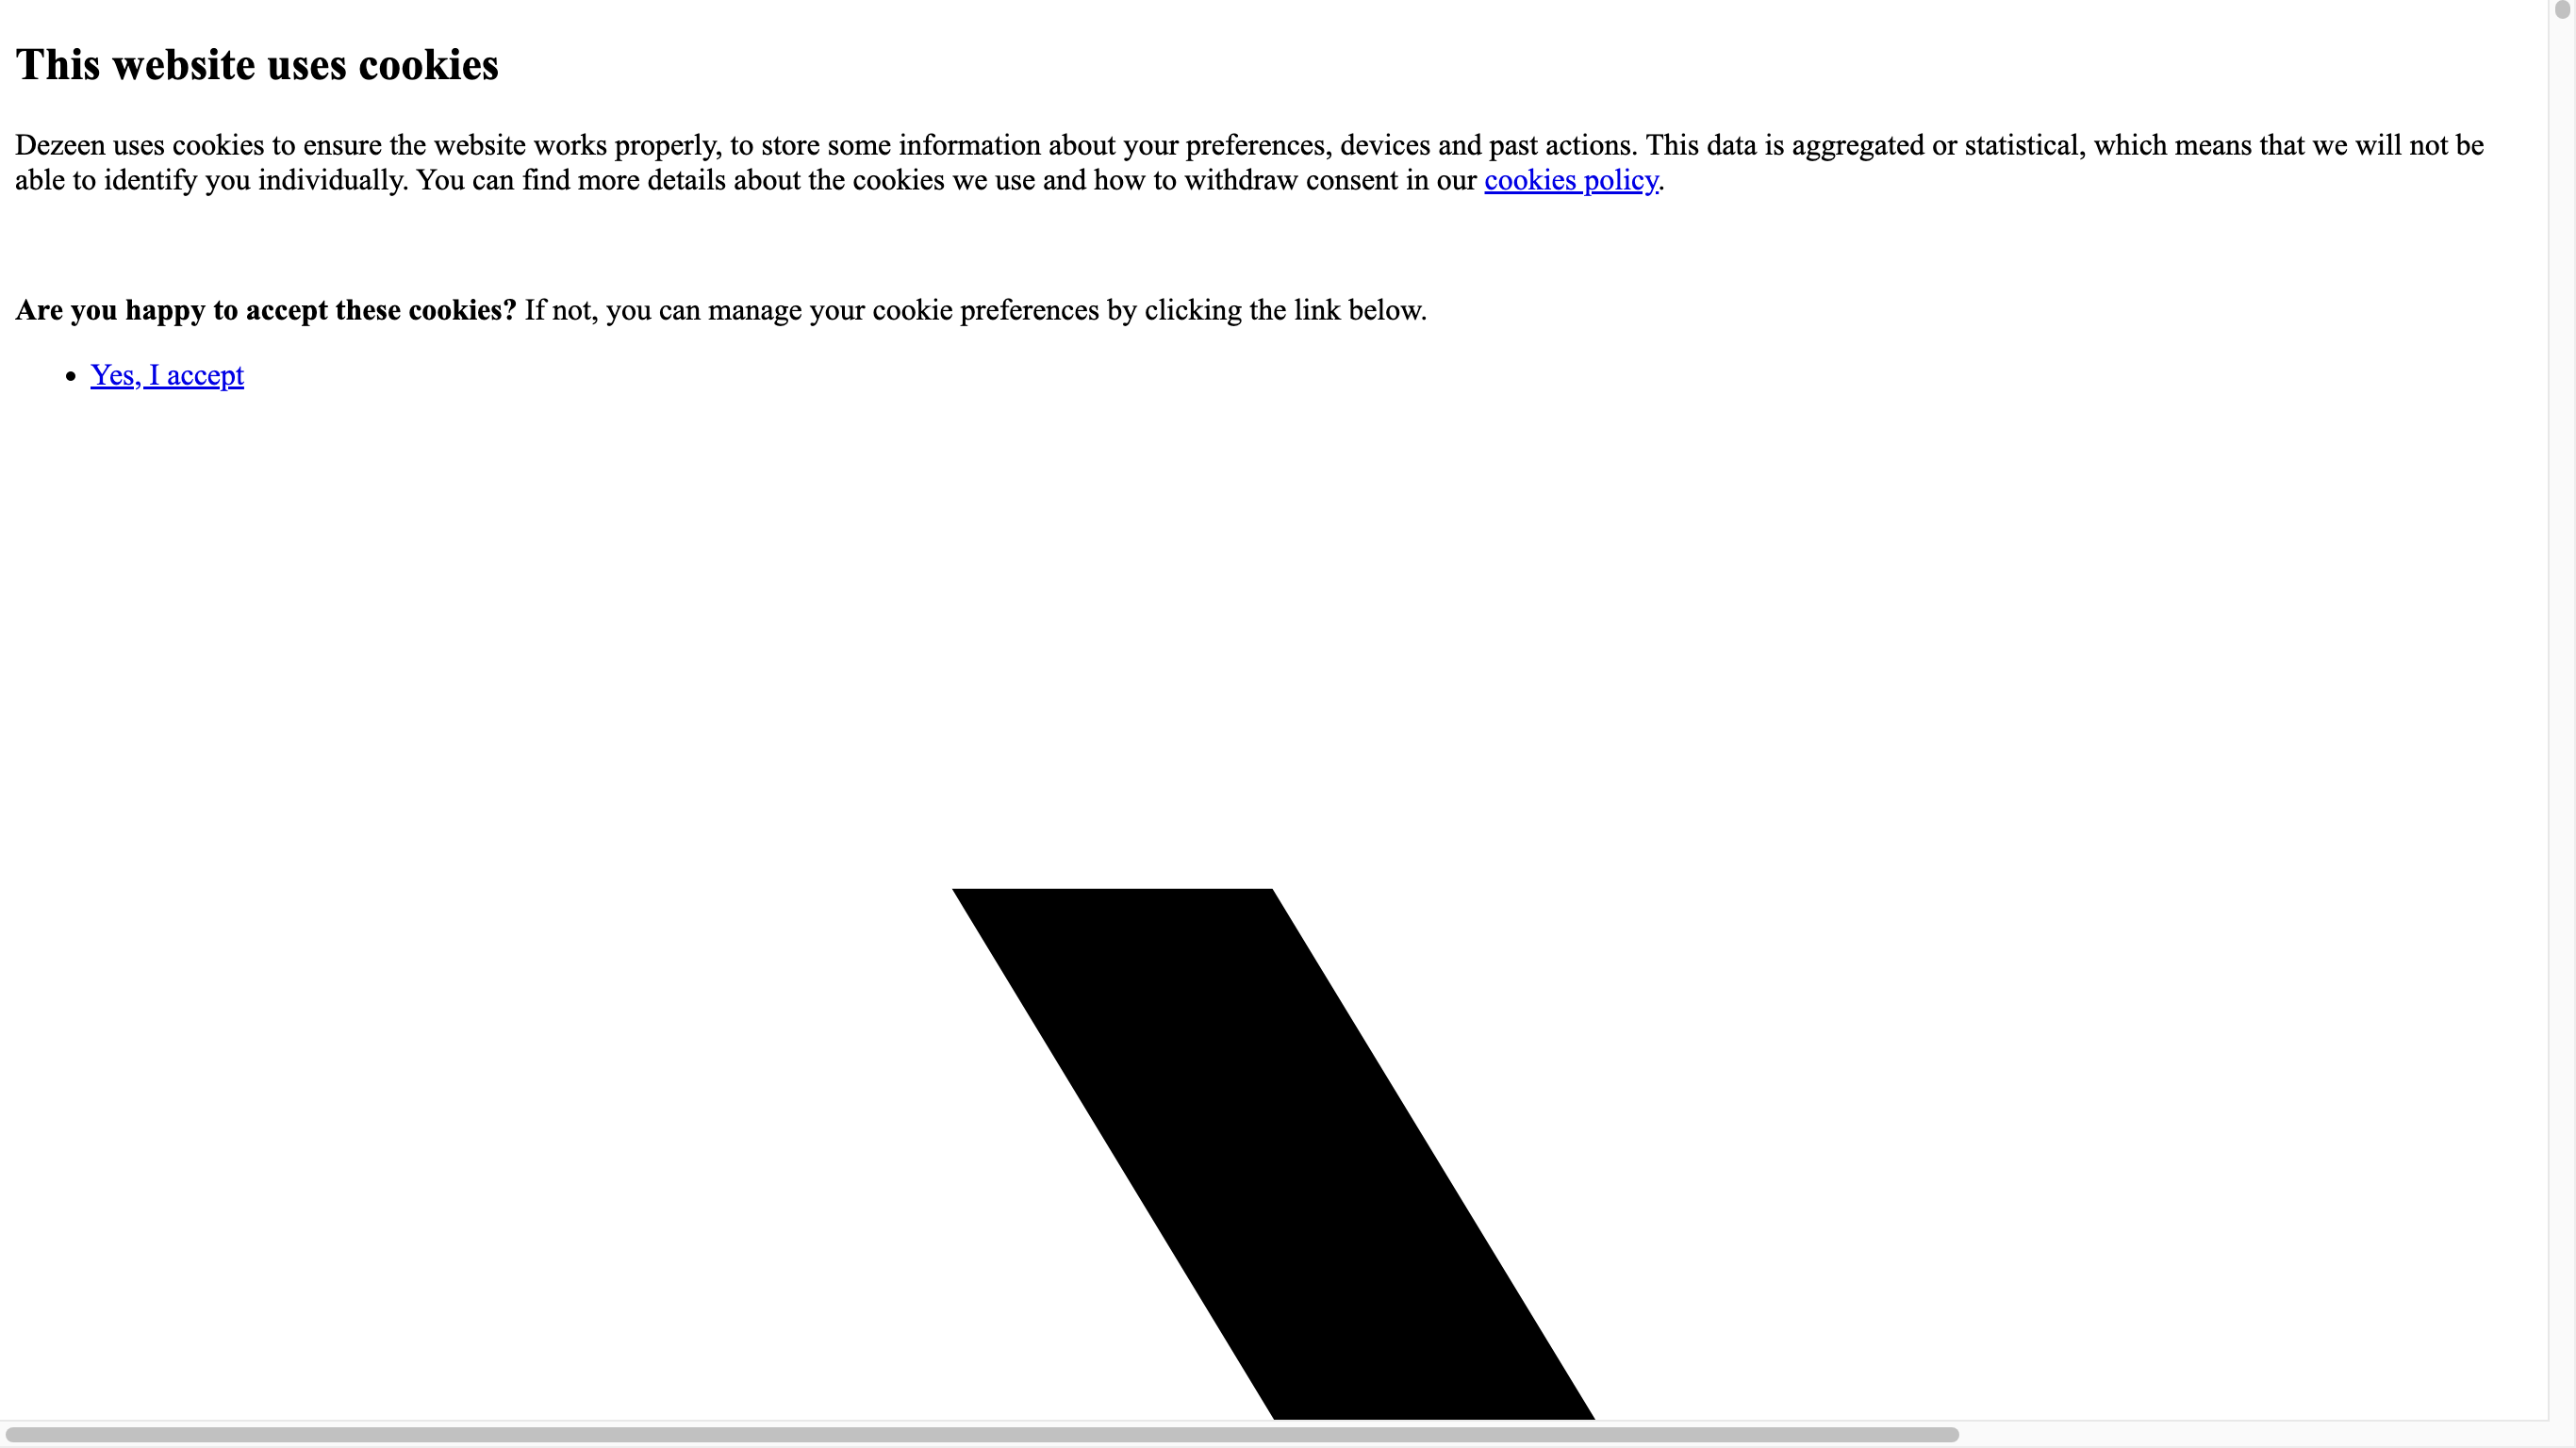 This website uses cookies
Dezeen uses cookies to ensure the website works properly, to store some information about your preferences, devices and past actions. This data is aggregated or statistical, which means that we will not be
able to identify you individually. You can find more details about the cookies we use and how to withdraw consent in our cookies policy.
Are you happy to accept these cookies? If not, you can manage your cookie preferences by clicking the link below.
Yes, I accept